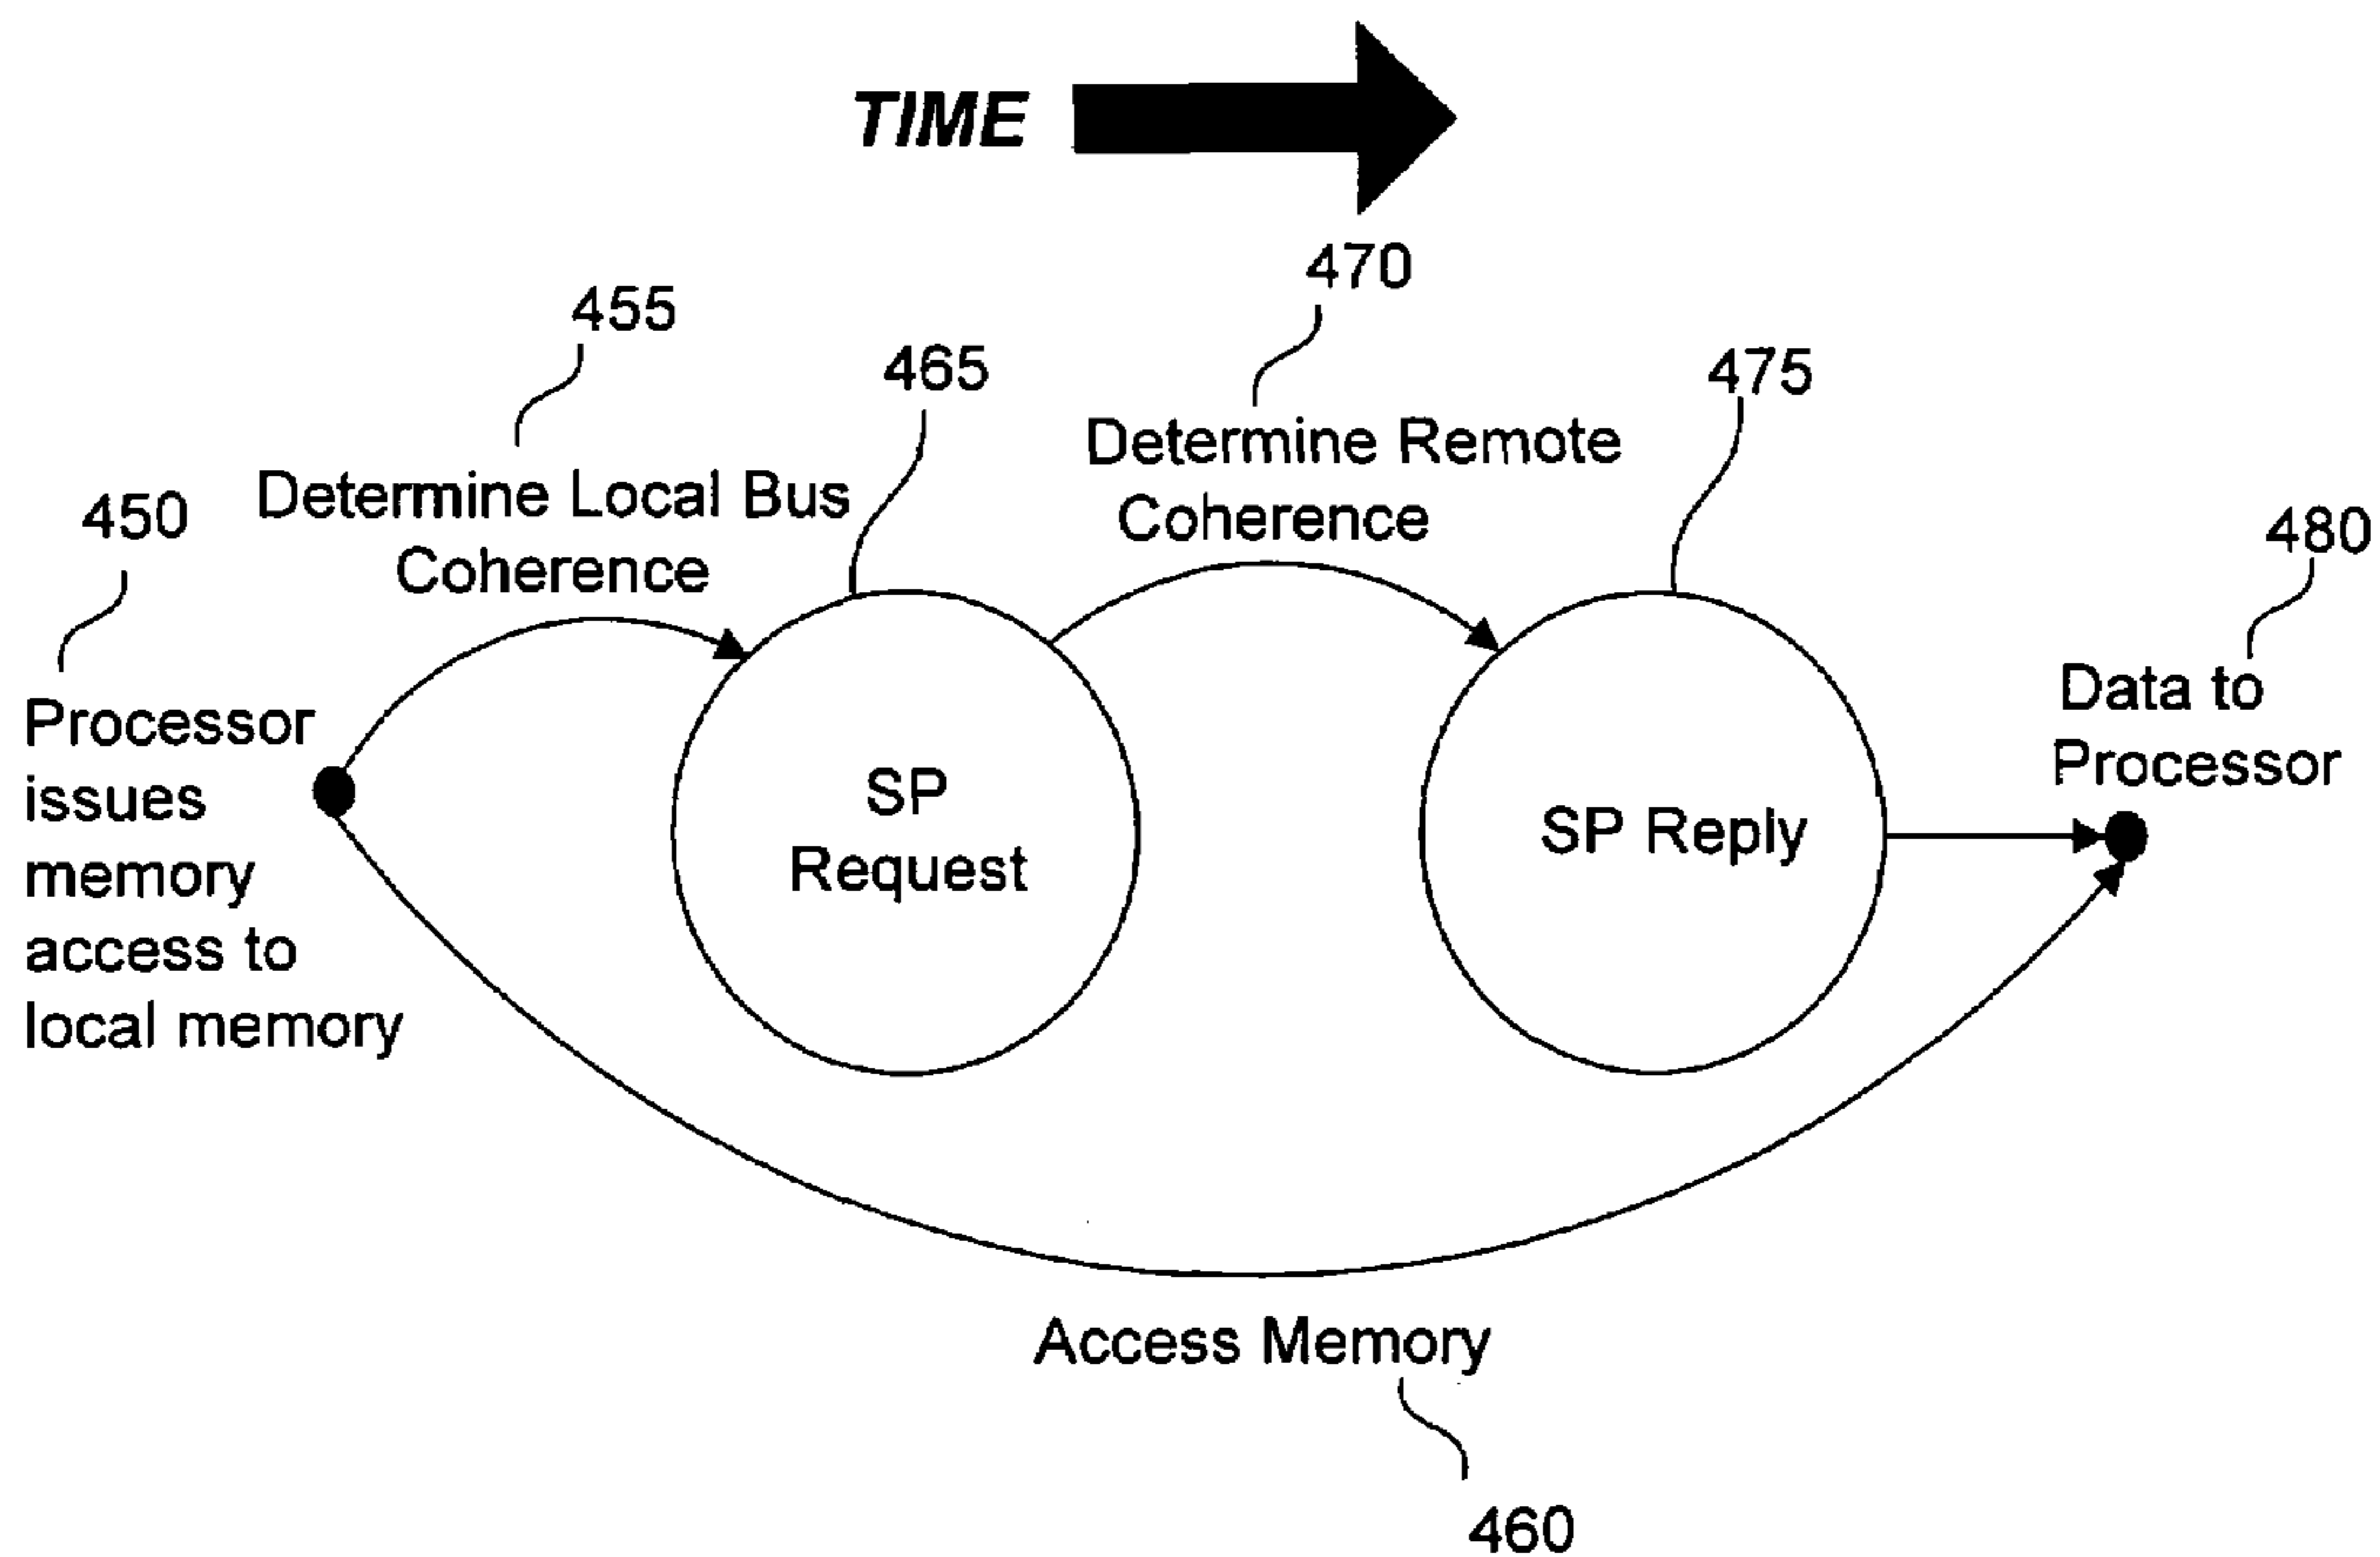 TIME
470
455
465
475
Determine Remote
Coherence
450
Determine Local Bus
Coherence
480
Processor
issues
memory
access to
local memory
SP
Request
SP Reply
Data to
Processor
Access Memory
460